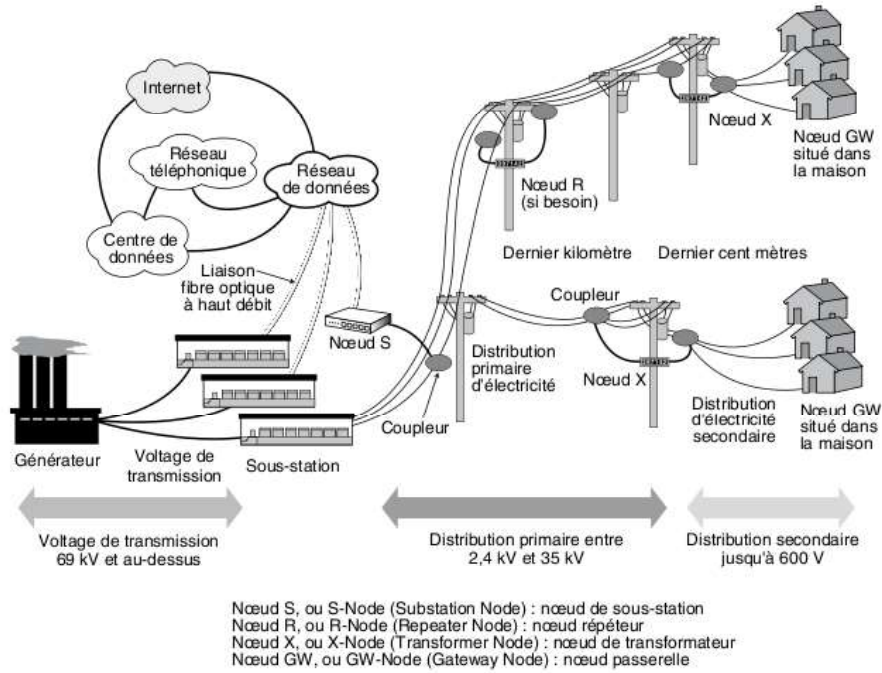 Internet
Réseau
téléphonique
Réseau
de données
Centre de
données
Liaison
fibre optique
à haut débit
Nœud S
Coupleur
Générateur
Voltage de
transmission
Sous-station
Nœud R
(si besoin)
Nœud X
Nœud GW
situé dans
la maison
Dernier kilomètre
Dernier cent mètres
Coupleur
Distribution
primaire
d'électricité
Nœud X
Distribution
d'électricité
secondaire
Nœud GW
situé dans
la maison
Voltage de transmission
69 kV et au-dessus
Distribution primaire entre
2,4 kV et 35 kV
Distribution secondaire
jusqu'à 600 V
Nœud S, ou S-Node (Substation Node) : nœud de sous-station
Nœud R, ou R-Node (Repeater Node) : nœud répéteur
Nœud X, ou X-Node (Transformer Node) : nœud de transformateur
Nœud GW, ou GW-Node (Gateway Node) : nœud passerelle